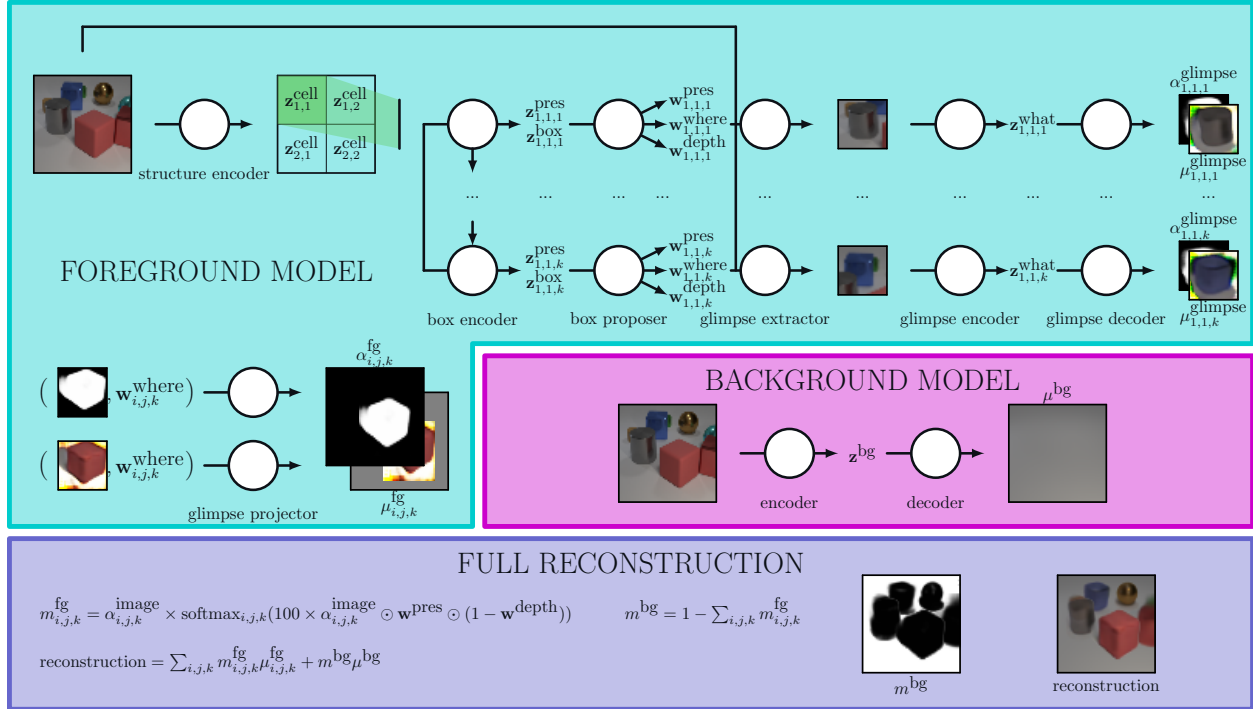 z^cell_{1,1} z^cell_{1,2}
z^cell_{2,1} z^cell_{2,2}
structure encoder
z^pres_{1,1,1}
z^box_{1,1,1}
w^pres_{1,1,1}
w^where_{1,1,1}
w^depth_{1,1,1}
z^what_{1,1,1}
α^glimpse_{1,1,1}
μ^glimpse_{1,1,1}
... ... ... ... ... ... ... ... ...
z^pres_{1,1,k}
z^box_{1,1,k}
w^pres_{1,1,k}
w^where_{1,1,k}
w^depth_{1,1,k}
z^what_{1,1,k}
α^glimpse_{1,1,k}
μ^glimpse_{1,1,k}
box encoder box proposer glimpse extractor glimpse encoder glimpse decoder
FOREGROUND MODEL
( , w^where_{i,j,k} )
( , w^where_{i,j,k} )
glimpse projector
α^fg_{i,j,k}
μ^fg_{i,j,k}
BACKGROUND MODEL
z^bg
μ^bg
encoder decoder
FULL RECONSTRUCTION
m^fg_{i,j,k} = α^image_{i,j,k} × softmax_{i,j,k}(100 × α^image_{i,j,k} ⊙ w^pres ⊙ (1 − w^depth))
m^bg = 1 − ∑_{i,j,k} m^fg_{i,j,k}
reconstruction = ∑_{i,j,k} m^fg_{i,j,k} μ^fg_{i,j,k} + m^bg μ^bg
m^bg
reconstruction